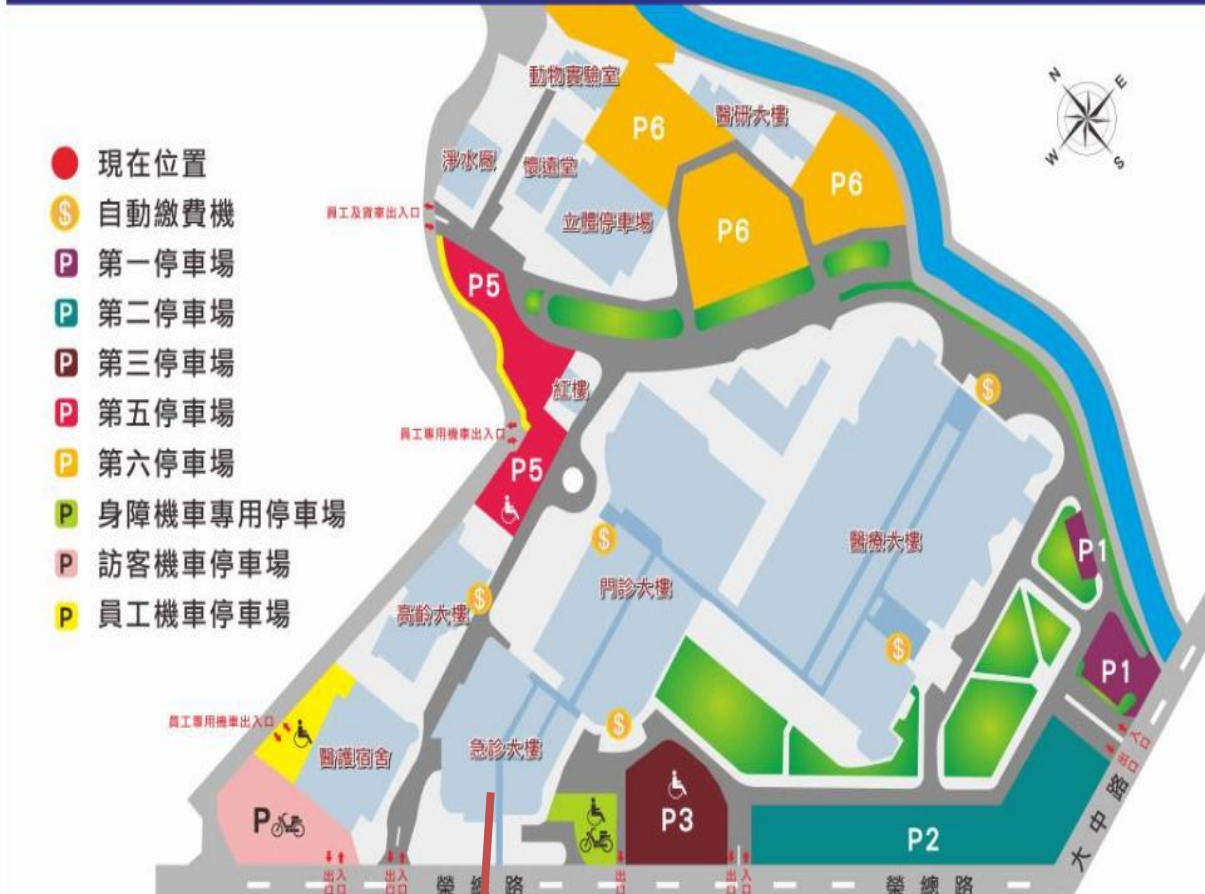 現在位置
$ 自動繳費機
P 第一停車場
P 第二停車場
P 第三停車場
P 第五停車場
P 第六停車場
P 身障機車專用停車場
P 訪客機車停車場
P 員工機車停車場
N
E
W
S
動物實驗室
醫研大樓
P6
淨水廠
懷遠堂
P6
立體停車場
P6
員工及貨車出入口
P5
紅樓
$
員工專用機車出入口
P5
$
醫療大樓
P1
門診大樓
高齡大樓
$
$
P1
員工專用機車出入口
醫護宿舍
急診大樓
$
出口
入口
P
P3
P2
大中路
出口
入口
出口
入口
出口
出口
入口
榮總路
榮總路